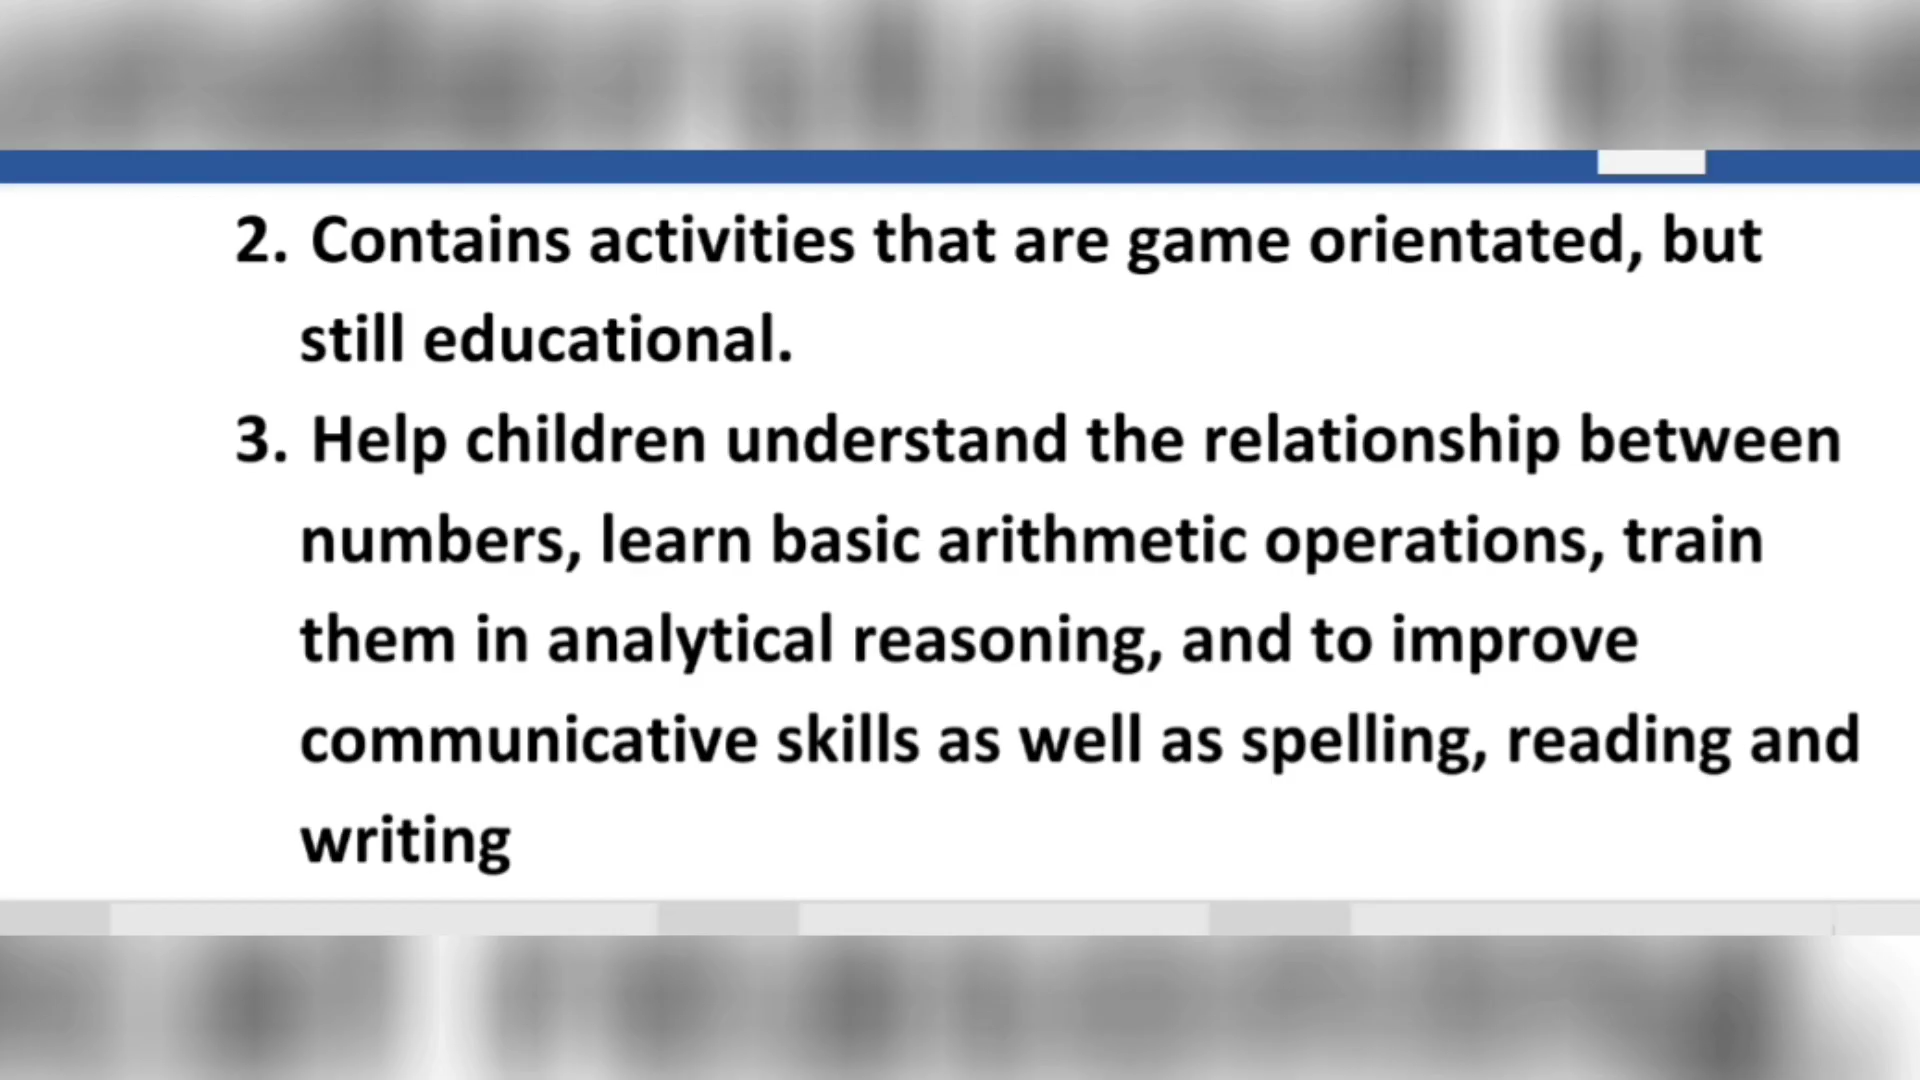 2. Contains activities that are game orientated, but
still educational.
3. Help children understand the relationship between
numbers, learn basic arithmetic operations, train
them in analytical reasoning, and to improve
communicative skills as well as spelling, reading and
writing